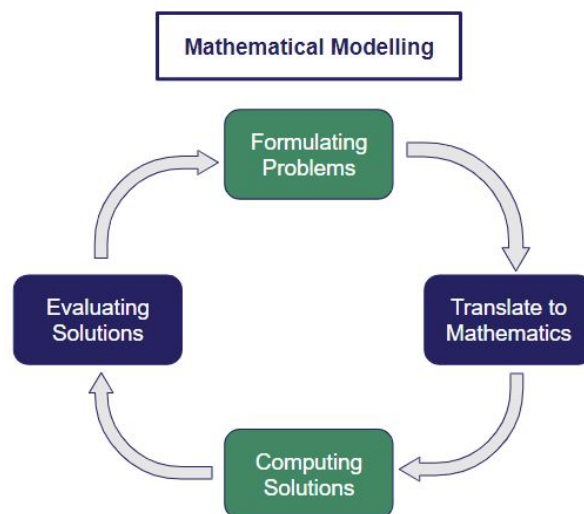 Mathematical Modelling
Formulating
Problems
Evaluating
Solutions
Translate to
Mathematics
Computing
Solutions